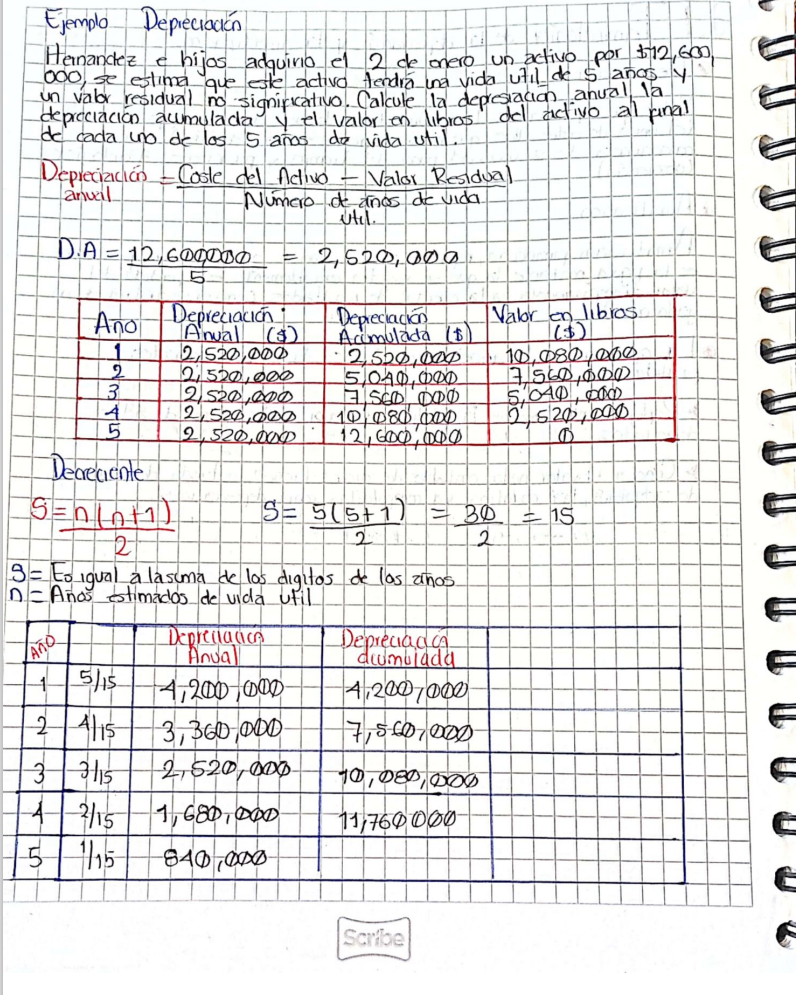 Ejemplo Depreciación
Hernandez e hijos adquirio el 2 de enero un activo por $12,600,
000, se estima que este activo tendra una vida util de 5 años y
un valor residual no significativo. Calcule la depresiación anual, la
depreciación acumulada y el valor en libros del activo al final
de cada uno de los 5 años de vida util.
Depreciación = Coste del Activo - Valor Residual
anual Número de años de vida
útil.
D.A = 12,600000 = 2,520,000
5
Año Depreciación Anual ($) Depreciación Acumulada ($) Valor en libros ($)
1 2,520,000 2,520,000 10,080,000
2 2,520,000 5,040,000 7,560,000
3 2,520,000 7,560,000 5,040,000
4 2,520,000 10,080,000 2,520,000
5 2,520,000 12,600,000 0
Decreciente
S = n(n+1) S = 5(5+1) = 30 = 15
2 2 2
S = Es igual a la suma de los digitos de los años
n = Años estimados de vida util
AÑO Depreciación Anual Depreciación acumulada
1 5/15 4,200,000 4,200,000
2 4/15 3,360,000 7,560,000
3 3/15 2,520,000 10,080,000
4 2/15 1,680,000 11,760000
5 1/15 840,000
Scribe